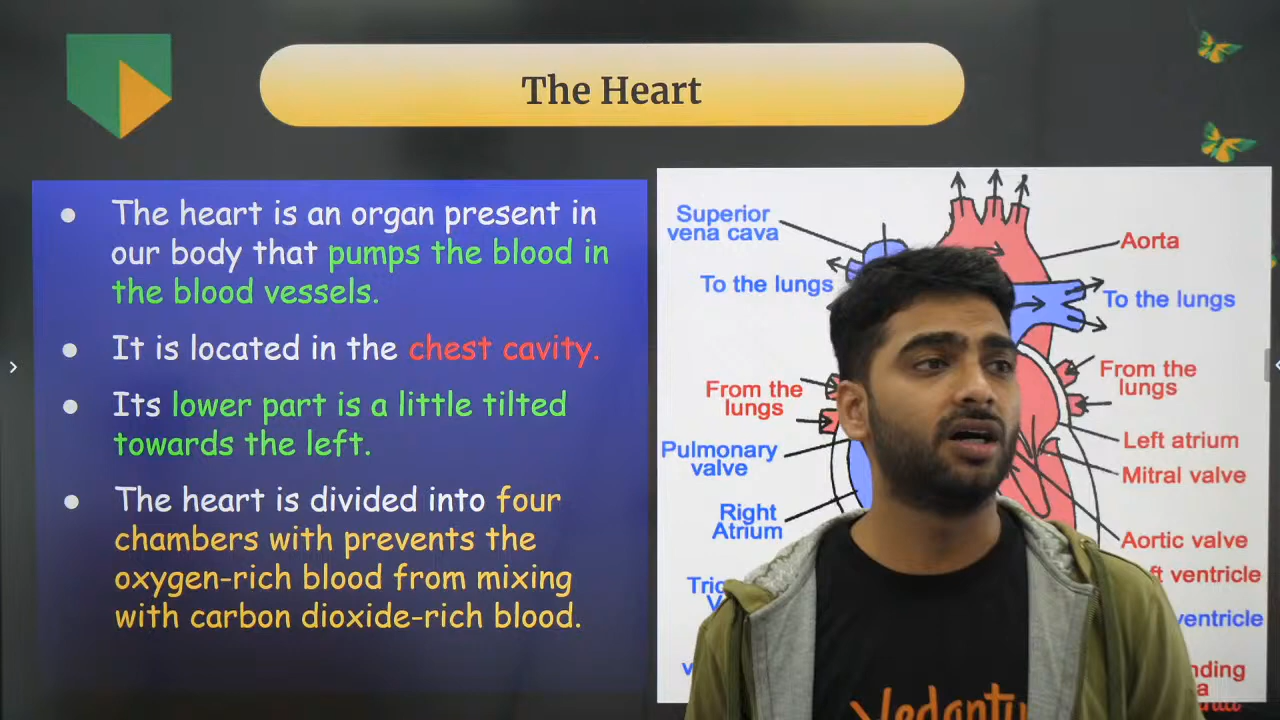 The Heart
● The heart is an organ present in
our body that pumps the blood in
the blood vessels.
● It is located in the chest cavity.
● Its lower part is a little tilted
towards the left.
● The heart is divided into four
chambers with prevents the
oxygen-rich blood from mixing
with carbon dioxide-rich blood.
Superior
vena cava
To the lungs
From the
lungs
Pulmonary
valve
Right
Atrium
Aorta
To the lungs
From the
lungs
Left atrium
Mitral valve
Aortic valve
ventricle
ventricle